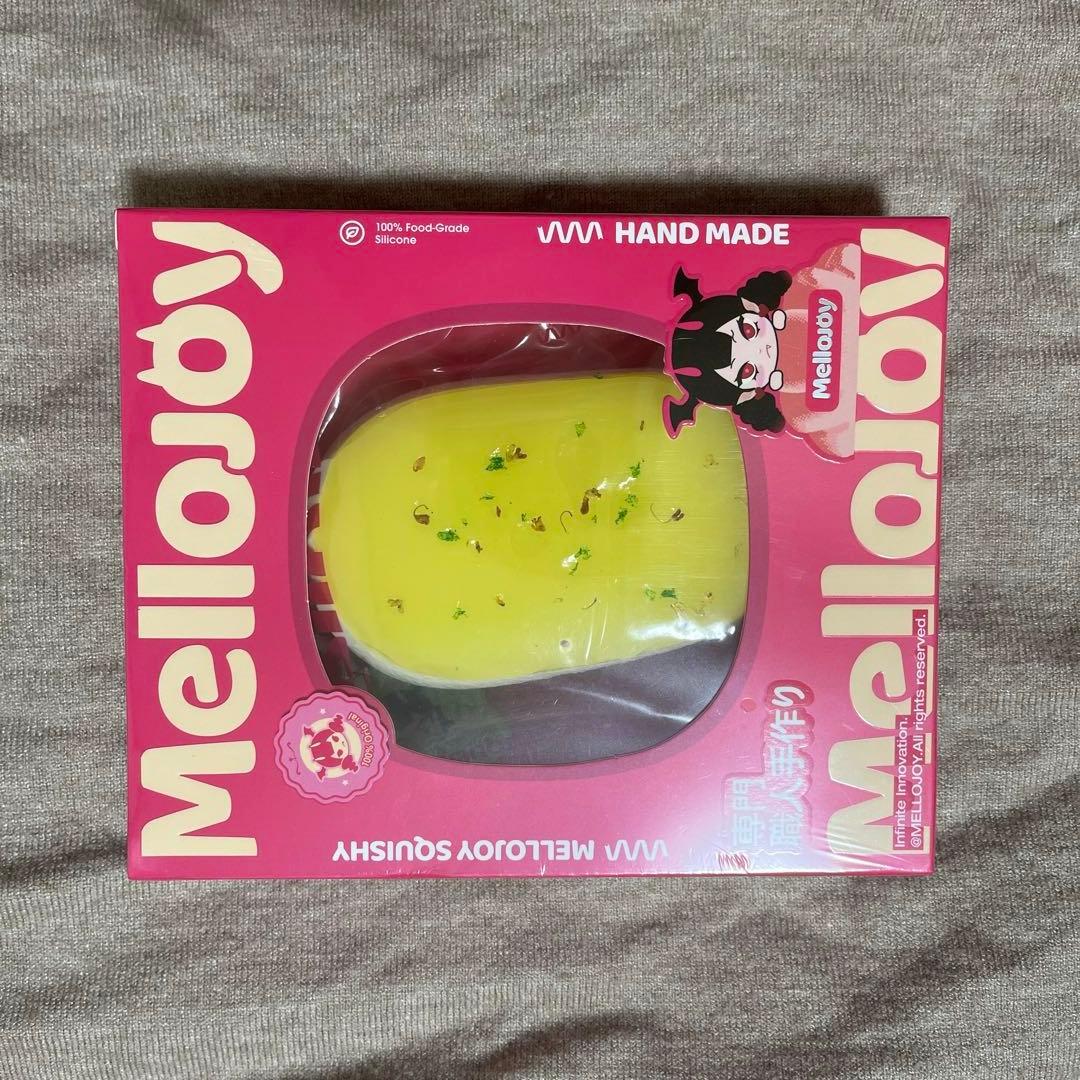 MelloJoy
100% Food-Grade
Silicone
HAND MADE
MelloJoy
MelloJoy
100% Original
MELLOJOY SQUISHY
専門
職人手作り
Infinite Innovation.
@MELLOJOY.All rights reserved.